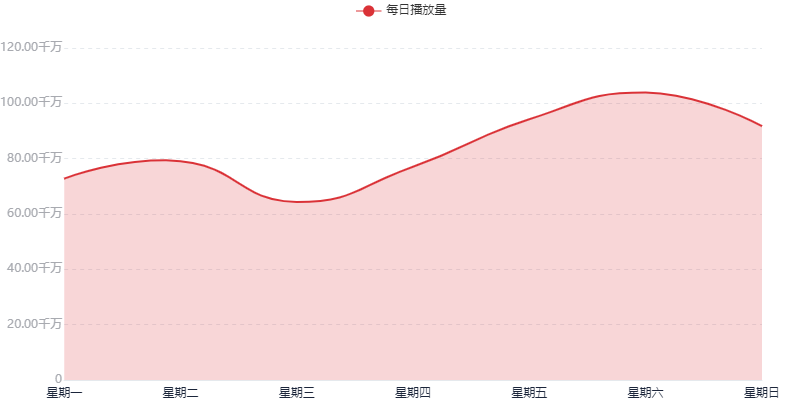 每日播放量
120.00千万
100.00千万
80.00千万
60.00千万
40.00千万
20.00千万
0
星期一 星期二 星期三 星期四 星期五 星期六 星期日